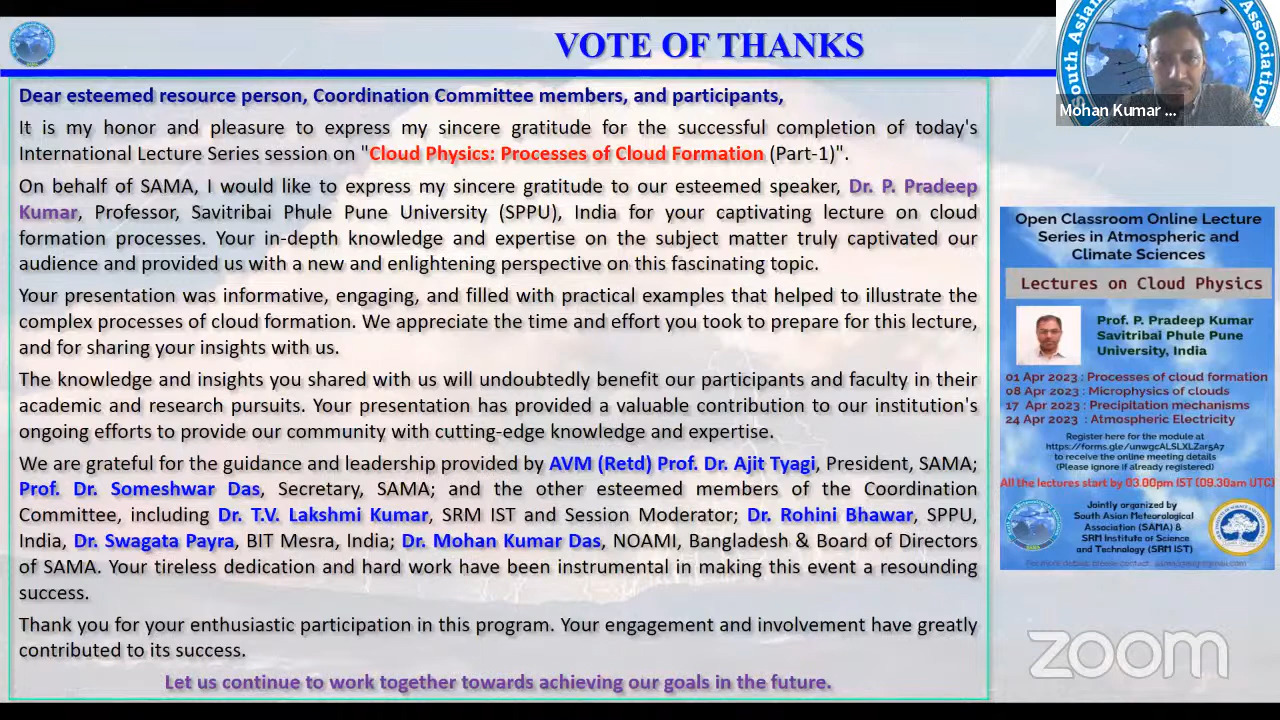 VOTE OF THANKS
South Asian
Association
Mohan Kumar ...
Dear esteemed resource person, Coordination Committee members, and participants,
It is my honor and pleasure to express my sincere gratitude for the successful completion of today's
International Lecture Series session on "Cloud Physics: Processes of Cloud Formation (Part-1)".
On behalf of SAMA, I would like to express my sincere gratitude to our esteemed speaker, Dr. P. Pradeep
Kumar, Professor, Savitribai Phule Pune University (SPPU), India for your captivating lecture on cloud
formation processes. Your in-depth knowledge and expertise on the subject matter truly captivated our
audience and provided us with a new and enlightening perspective on this fascinating topic.
Your presentation was informative, engaging, and filled with practical examples that helped to illustrate the
complex processes of cloud formation. We appreciate the time and effort you took to prepare for this lecture,
and for sharing your insights with us.
The knowledge and insights you shared with us will undoubtedly benefit our participants and faculty in their
academic and research pursuits. Your presentation has provided a valuable contribution to our institution's
ongoing efforts to provide our community with cutting-edge knowledge and expertise.
We are grateful for the guidance and leadership provided by AVM (Retd) Prof. Dr. Ajit Tyagi, President, SAMA;
Prof. Dr. Someshwar Das, Secretary, SAMA; and the other esteemed members of the Coordination
Committee, including Dr. T.V. Lakshmi Kumar, SRM IST and Session Moderator; Dr. Rohini Bhawar, SPPU,
India, Dr. Swagata Payra, BIT Mesra, India; Dr. Mohan Kumar Das, NOAMI, Bangladesh & Board of Directors
of SAMA. Your tireless dedication and hard work have been instrumental in making this event a resounding
success.
Thank you for your enthusiastic participation in this program. Your engagement and involvement have greatly
contributed to its success.
Let us continue to work together towards achieving our goals in the future.
Open Classroom Online Lecture
Series in Atmospheric and
Climate Sciences
Lectures on Cloud Physics
Prof. P. Pradeep Kumar
Savitribai Phule Pune
University, India
01 Apr 2023 : Processes of cloud formation
08 Apr 2023 : Microphysics of clouds
17 Apr 2023 : Precipitation mechanisms
24 Apr 2023 : Atmospheric Electricity
Register here for the module at
to receive the online meeting details
(Please ignore if already registered)
All the lectures start by 03.00pm IST (09.30am UTC)
Jointly organized by
South Asian Meteorological
Association (SAMA) &
SRM Institute of Science
and Technology (SRM IST)
For more details please contact
zoom